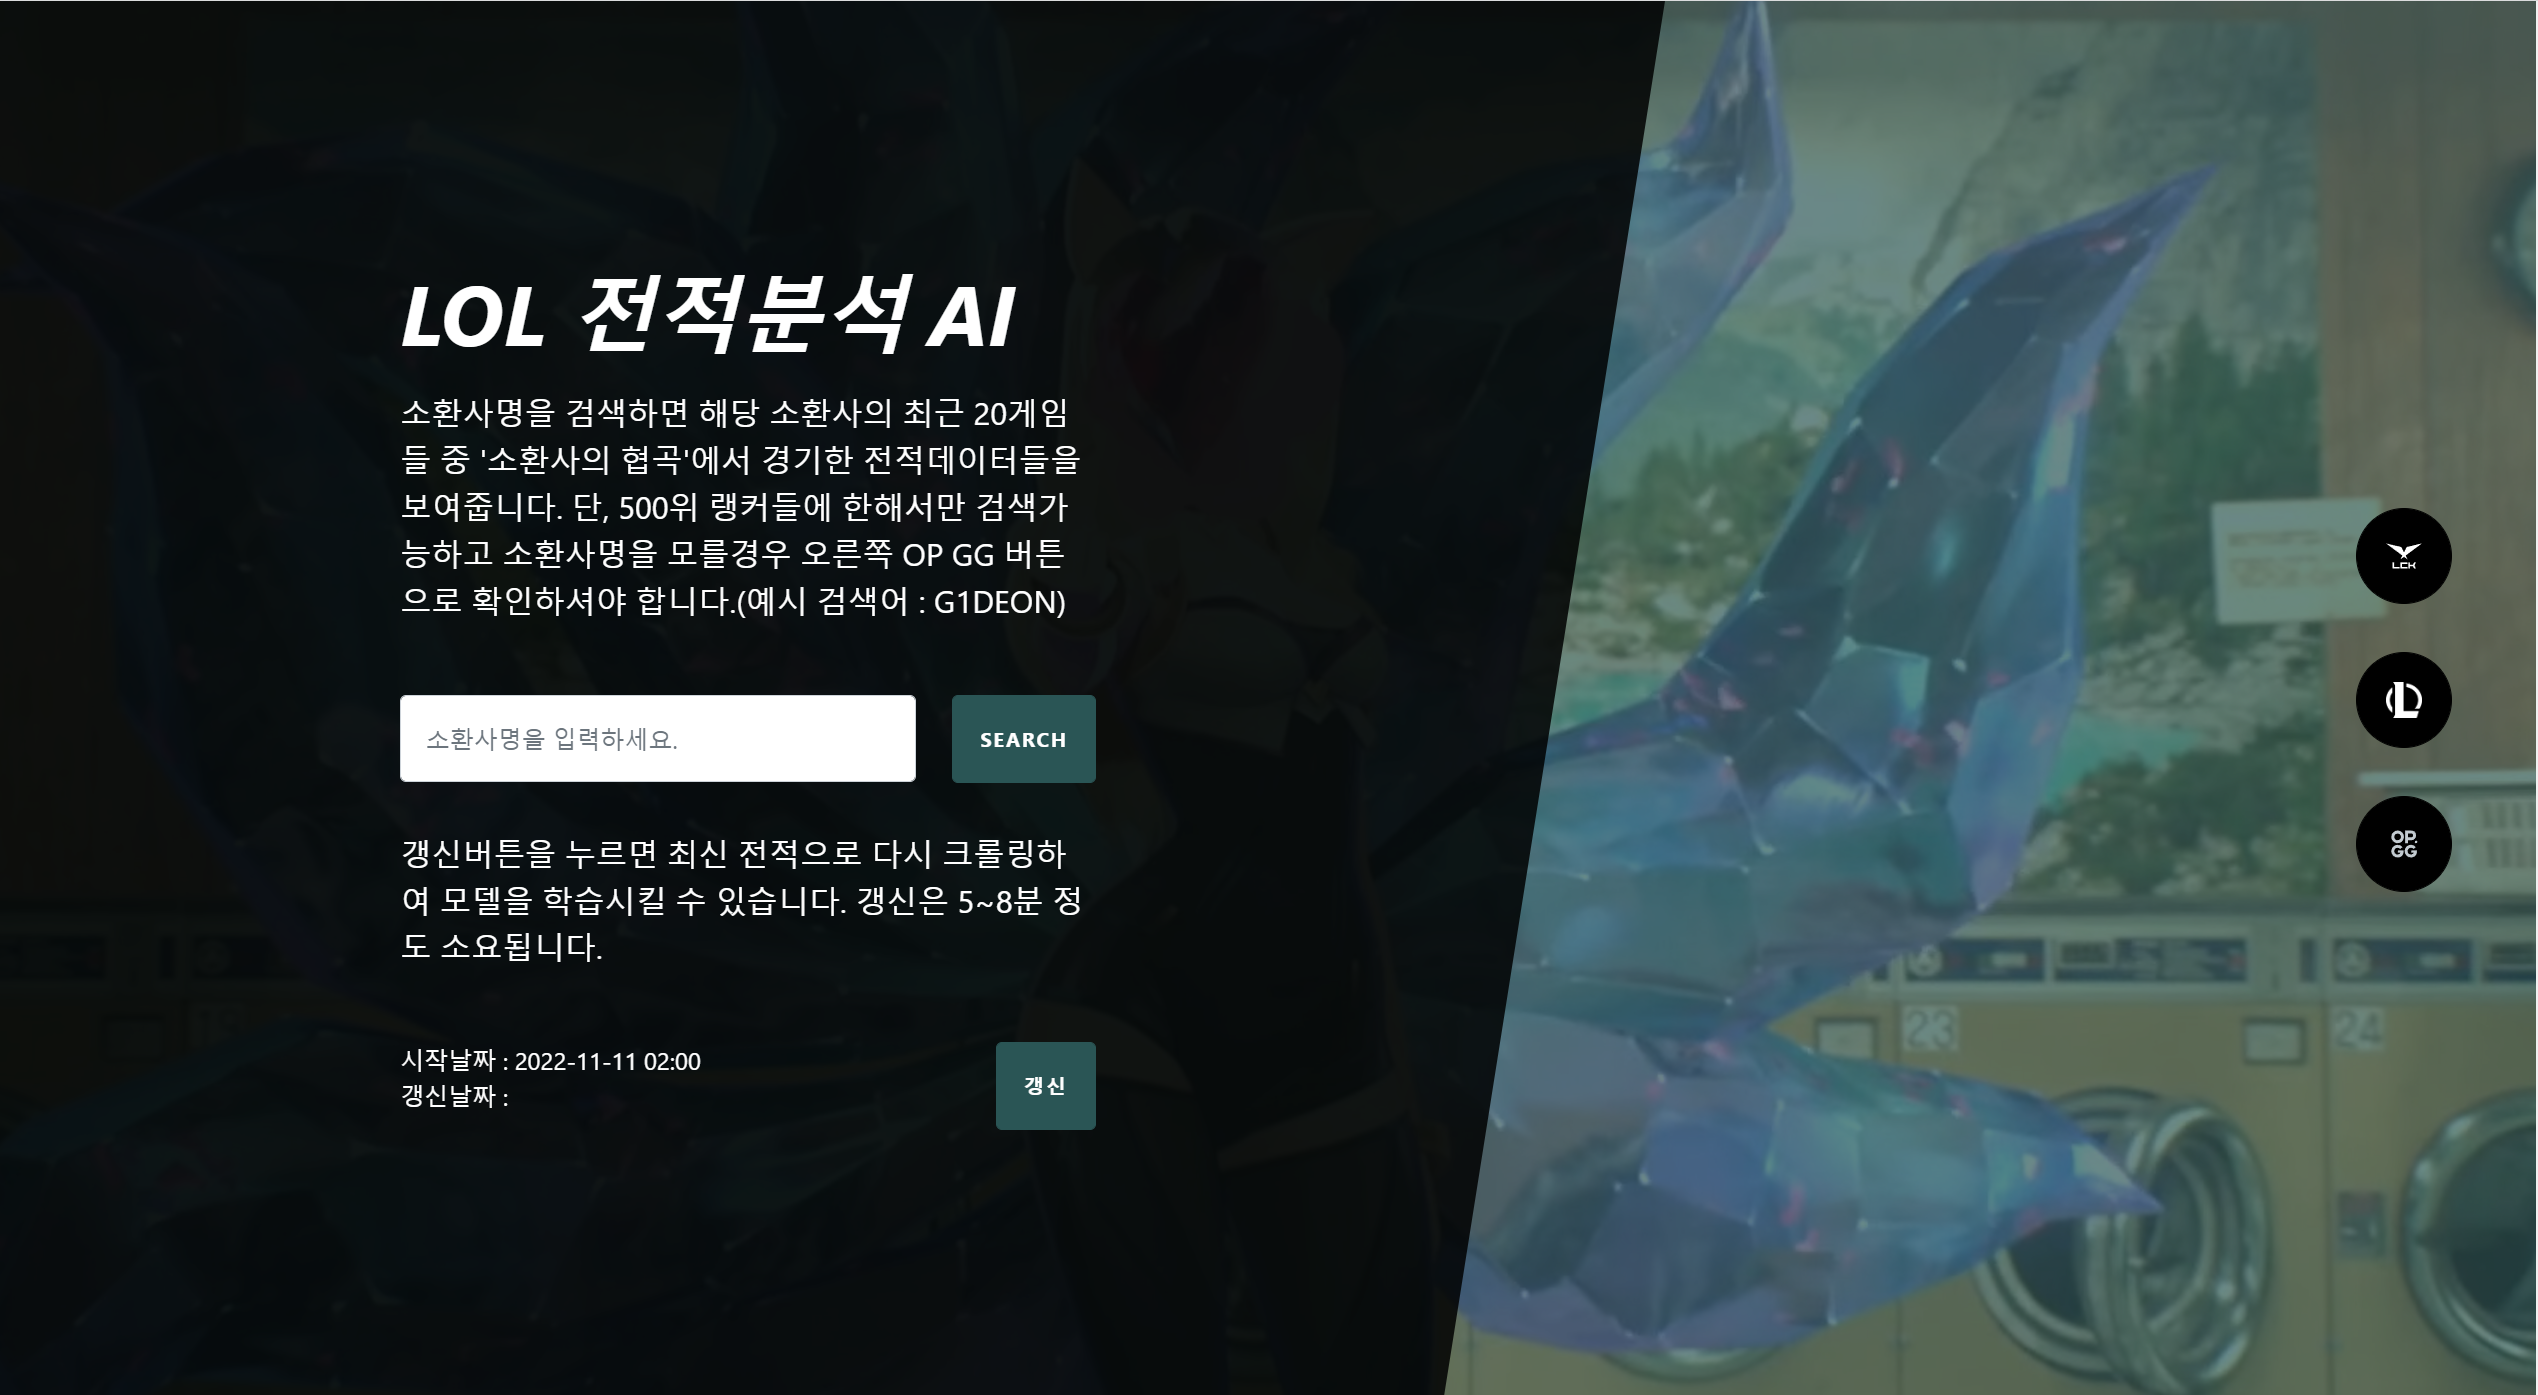 LOL 전적분석 AI
소환사명을 검색하면 해당 소환사의 최근 20게임
들 중 '소환사의 협곡'에서 경기한 전적데이터들을
보여줍니다. 단, 500위 랭커들에 한해서만 검색가
능하고 소환사명을 모를경우 오른쪽 OP GG 버튼
으로 확인하셔야 합니다.(예시 검색어 : G1DEON)
소환사명을 입력하세요.
SEARCH
갱신버튼을 누르면 최신 전적으로 다시 크롤링하
여 모델을 학습시킬 수 있습니다. 갱신은 5~8분 정
도 소요됩니다.
시작날짜 : 2022-11-11 02:00
갱신날짜 :
갱신
LCK
L
OP.
GG
23
24